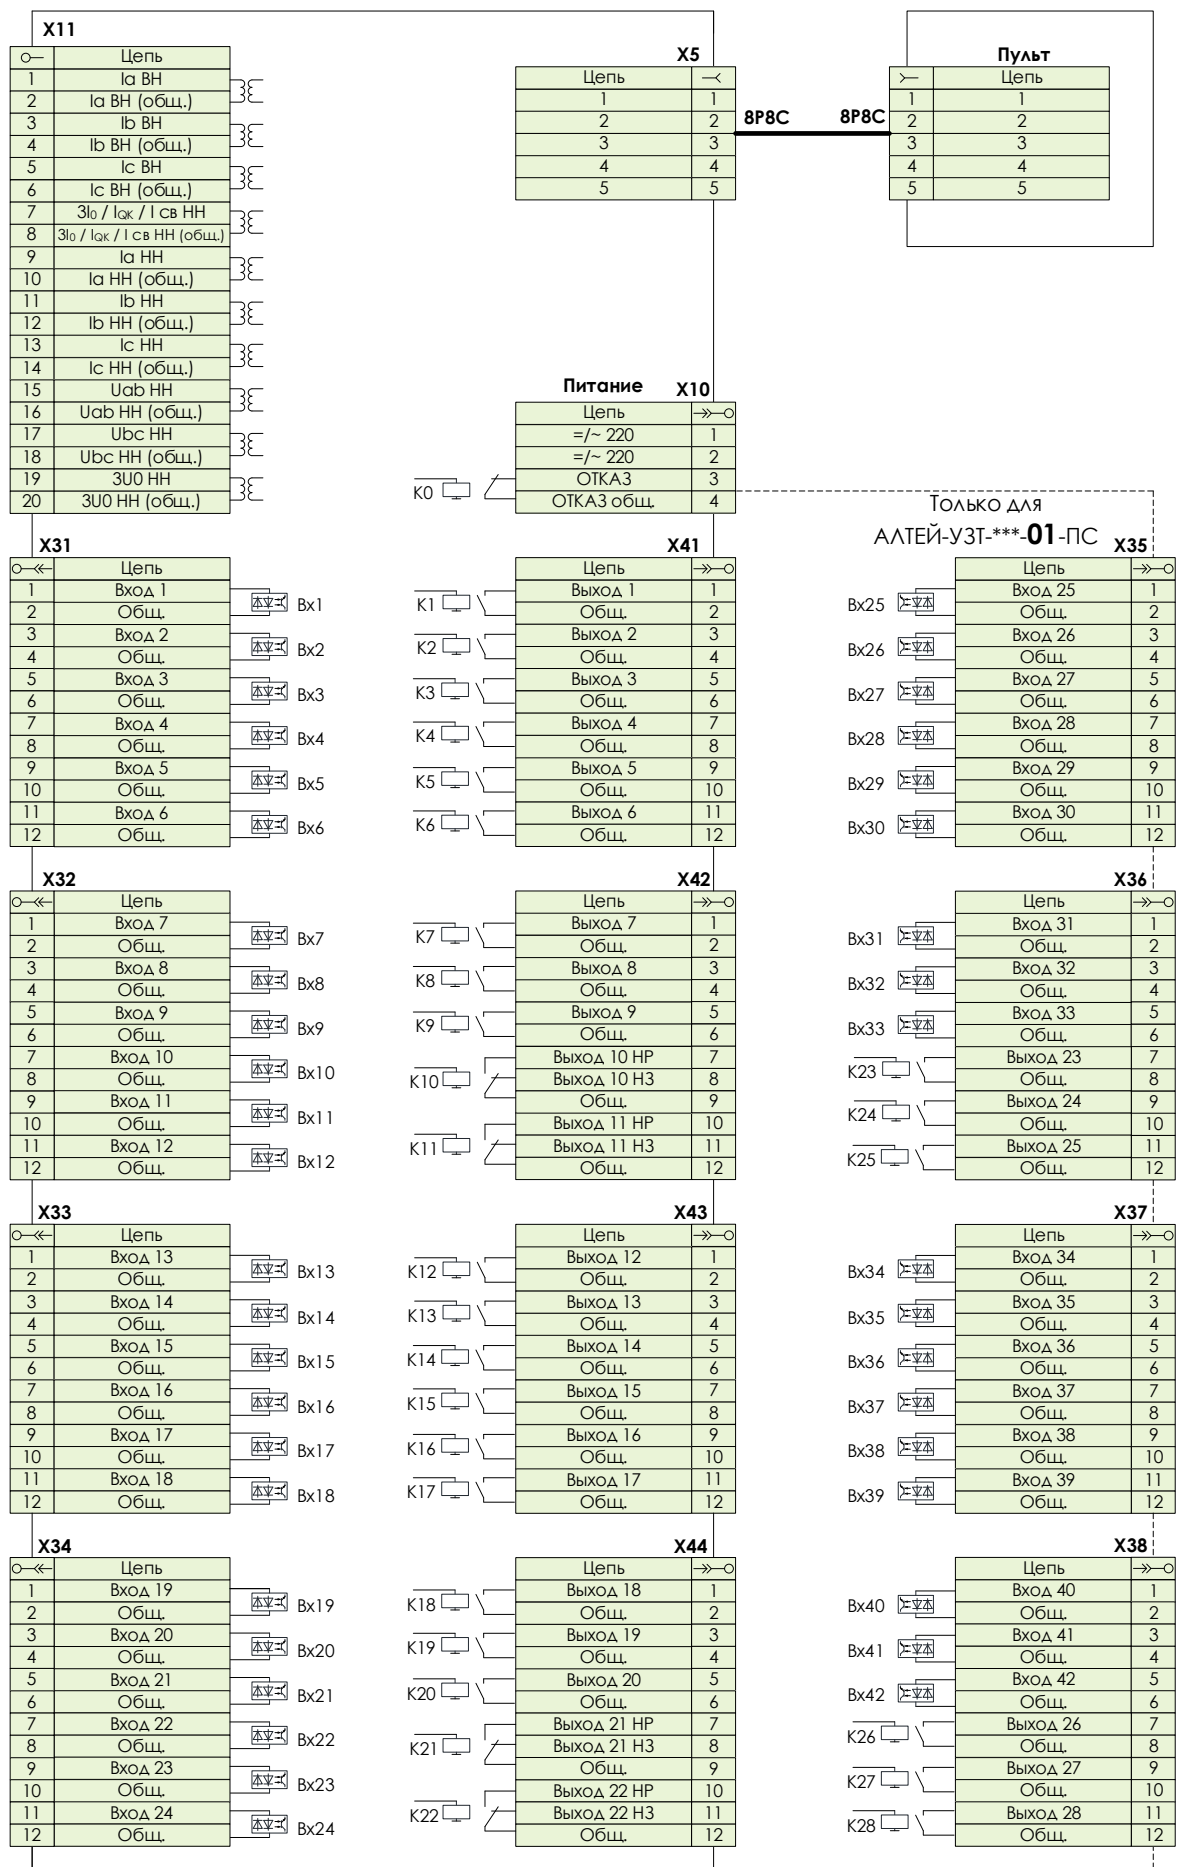 X11
Цепь
1 Ia ВН
2 Ia ВН (общ.)
3 Ib ВН
4 Ib ВН (общ.)
5 Ic ВН
6 Ic ВН (общ.)
7 3I0 / IQK / I св НН
8 3I0 / IQK / I св НН (общ.)
9 Ia НН
10 Ia НН (общ.)
11 Ib НН
12 Ib НН (общ.)
13 Ic НН
14 Ic НН (общ.)
15 Uab НН
16 Uab НН (общ.)
17 Ubc НН
18 Ubc НН (общ.)
19 3U0 НН
20 3U0 НН (общ.)
X5
Цепь
1 1
2 2
3 3
4 4
5 5
8P8C 8P8C
Пульт
Цепь
1 1
2 2
3 3
4 4
5 5
Питание X10
Цепь
=/~ 220 1
=/~ 220 2
ОТКАЗ 3
ОТКАЗ общ. 4
K0
Только для
АЛТЕЙ-УЗТ-***-01-ПС
X31
Цепь
1 Вход 1
2 Общ.
3 Вход 2
4 Общ.
5 Вход 3
6 Общ.
7 Вход 4
8 Общ.
9 Вход 5
10 Общ.
11 Вход 6
12 Общ.
Вх1
Вх2
Вх3
Вх4
Вх5
Вх6
X41
Цепь
Выход 1 1
Общ. 2
Выход 2 3
Общ. 4
Выход 3 5
Общ. 6
Выход 4 7
Общ. 8
Выход 5 9
Общ. 10
Выход 6 11
Общ. 12
K1
K2
K3
K4
K5
K6
X35
Цепь
Вход 25 1
Общ. 2
Вход 26 3
Общ. 4
Вход 27 5
Общ. 6
Вход 28 7
Общ. 8
Вход 29 9
Общ. 10
Вход 30 11
Общ. 12
Вх25
Вх26
Вх27
Вх28
Вх29
Вх30
X32
Цепь
1 Вход 7
2 Общ.
3 Вход 8
4 Общ.
5 Вход 9
6 Общ.
7 Вход 10
8 Общ.
9 Вход 11
10 Общ.
11 Вход 12
12 Общ.
Вх7
Вх8
Вх9
Вх10
Вх11
Вх12
X42
Цепь
Выход 7 1
Общ. 2
Выход 8 3
Общ. 4
Выход 9 5
Общ. 6
Выход 10 НР 7
Выход 10 НЗ 8
Общ. 9
Выход 11 НР 10
Выход 11 НЗ 11
Общ. 12
K7
K8
K9
K10
K11
X36
Цепь
Вход 31 1
Общ. 2
Вход 32 3
Общ. 4
Вход 33 5
Общ. 6
Выход 23 7
Общ. 8
Выход 24 9
Общ. 10
Выход 25 11
Общ. 12
Вх31
Вх32
Вх33
K23
K24
K25
X33
Цепь
1 Вход 13
2 Общ.
3 Вход 14
4 Общ.
5 Вход 15
6 Общ.
7 Вход 16
8 Общ.
9 Вход 17
10 Общ.
11 Вход 18
12 Общ.
Вх13
Вх14
Вх15
Вх16
Вх17
Вх18
X43
Цепь
Выход 12 1
Общ. 2
Выход 13 3
Общ. 4
Выход 14 5
Общ. 6
Выход 15 7
Общ. 8
Выход 16 9
Общ. 10
Выход 17 11
Общ. 12
K12
K13
K14
K15
K16
K17
X37
Цепь
Вход 34 1
Общ. 2
Вход 35 3
Общ. 4
Вход 36 5
Общ. 6
Вход 37 7
Общ. 8
Вход 38 9
Общ. 10
Вход 39 11
Общ. 12
Вх34
Вх35
Вх36
Вх37
Вх38
Вх39
X34
Цепь
1 Вход 19
2 Общ.
3 Вход 20
4 Общ.
5 Вход 21
6 Общ.
7 Вход 22
8 Общ.
9 Вход 23
10 Общ.
11 Вход 24
12 Общ.
Вх19
Вх20
Вх21
Вх22
Вх23
Вх24
X44
Цепь
Выход 18 1
Общ. 2
Выход 19 3
Общ. 4
Выход 20 5
Общ. 6
Выход 21 НР 7
Выход 21 НЗ 8
Общ. 9
Выход 22 НР 10
Выход 22 НЗ 11
Общ. 12
K18
K19
K20
K21
K22
X38
Цепь
Вход 40 1
Общ. 2
Вход 41 3
Общ. 4
Вход 42 5
Общ. 6
Выход 26 7
Общ. 8
Выход 27 9
Общ. 10
Выход 28 11
Общ. 12
Вх40
Вх41
Вх42
K26
K27
K28